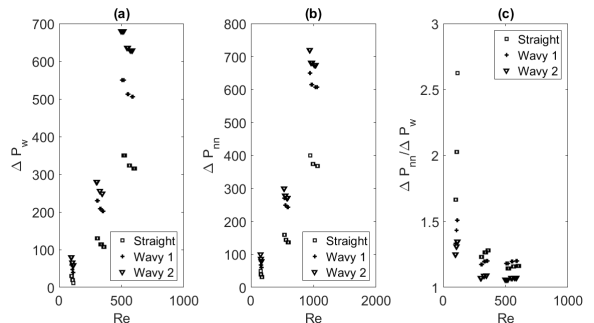 (a)
700
600
500
400
300
200
100
0
Δ P_w
0
500
1000
Re
Straight
Wavy 1
Wavy 2
(b)
800
700
600
500
400
300
200
100
0
Δ P_nn
0
1000
2000
Re
Straight
Wavy 1
Wavy 2
(c)
3
2.5
2
1.5
1
Δ P_nn/Δ P_w
0
500
1000
Re
Straight
Wavy 1
Wavy 2